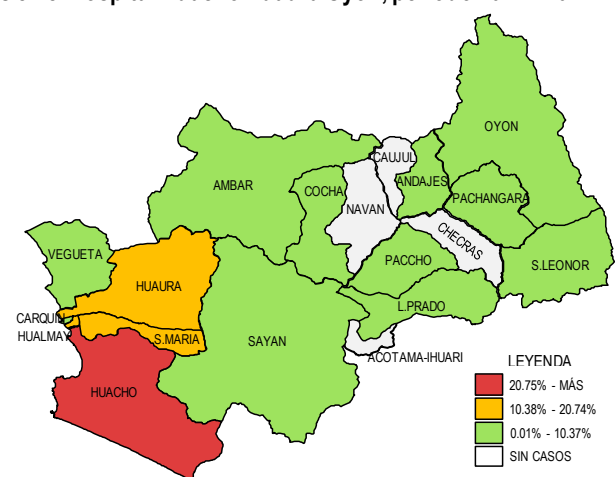 OYON
CAUJUL
AMBAR
COCHA
ANDAJES
NAVAN
PACHANGARA
CHECRAS
VEGUETA
PACCHO
S.LEONOR
HUAURA
L.PRADO
CARQUIN
HUALMAY
S.MARIA
SAYAN
ACOTAMA-IHUARI
HUACHO
LEYENDA
20.75% - MÁS
10.38% - 20.74%
0.01% - 10.37%
SIN CASOS